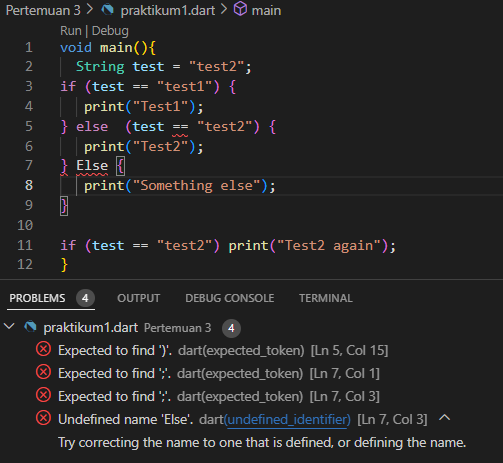 Pertemuan 3 > praktikum1.dart > main
Run | Debug
1 void main(){
2 String test = "test2";
3 if (test == "test1") {
4 print("Test1");
5 } else (test == "test2") {
6 print("Test2");
7 } Else {
8 print("Something else");
9 }
10
11 if (test == "test2") print("Test2 again");
12 }
PROBLEMS 4 OUTPUT DEBUG CONSOLE TERMINAL
praktikum1.dart Pertemuan 3 4
Expected to find ')'. dart(expected_token) [Ln 5, Col 15]
Expected to find ';'. dart(expected_token) [Ln 7, Col 1]
Expected to find ';'. dart(expected_token) [Ln 7, Col 3]
Undefined name 'Else'. dart(undefined_identifier) [Ln 7, Col 3]
Try correcting the name to one that is defined, or defining the name.